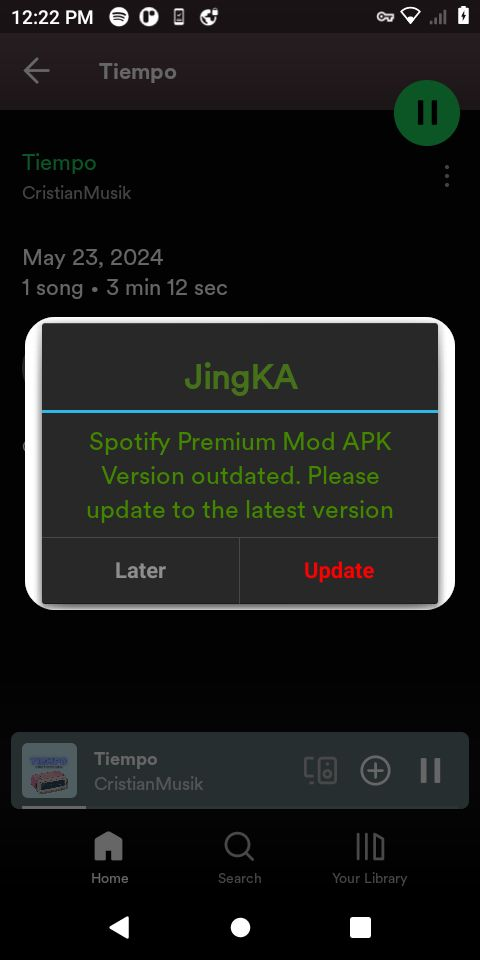 12:22 PM
Tiempo
Tiempo
CristianMusik
May 23, 2024
1 song • 3 min 12 sec
JingKA
Spotify Premium Mod APK
Version outdated. Please
update to the latest version
Later
Update
TIEMPO
Tiempo
CristianMusik
Home
Search
Your Library